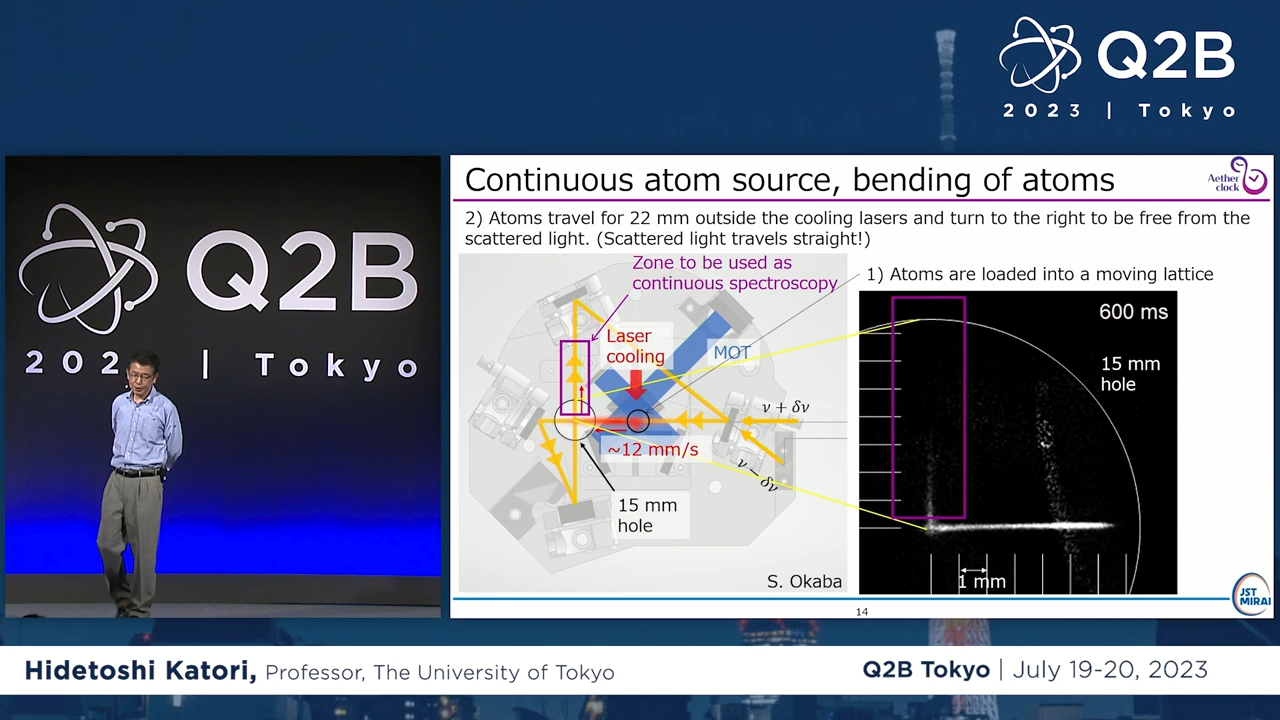 Q2B
2023 | Tokyo
Q2B
202 | Tokyo
Continuous atom source, bending of atoms
Aether
clock
2) Atoms travel for 22 mm outside the cooling lasers and turn to the right to be free from the
scattered light. (Scattered light travels straight!)
Zone to be used as
continuous spectroscopy
1) Atoms are loaded into a moving lattice
Laser
cooling
MOT
ν + δν
~12 mm/s
ν − δν
15 mm
hole
S. Okaba
600 ms
15 mm
hole
1 mm
14
JST
MIRAI
Hidetoshi Katori, Professor, The University of Tokyo
Q2B Tokyo | July 19-20, 2023